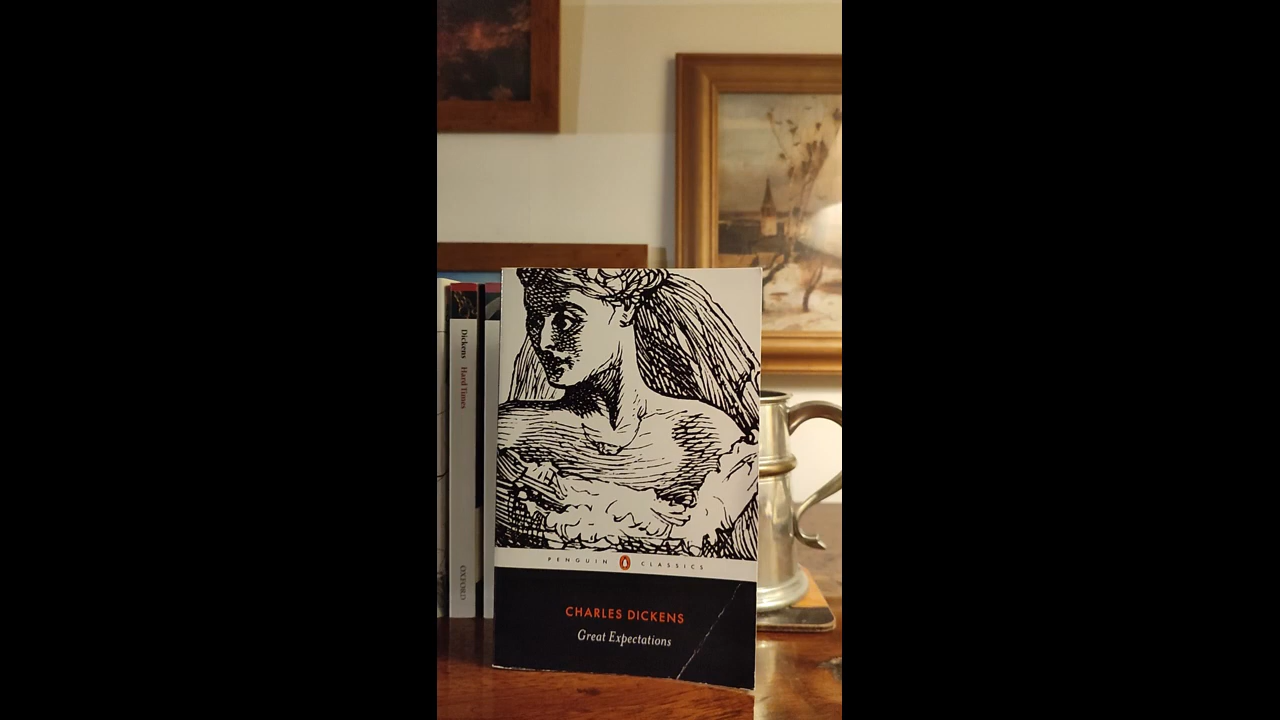 Dickens Hard Times
OXFORD
PENGUIN CLASSICS
CHARLES DICKENS
Great Expectations